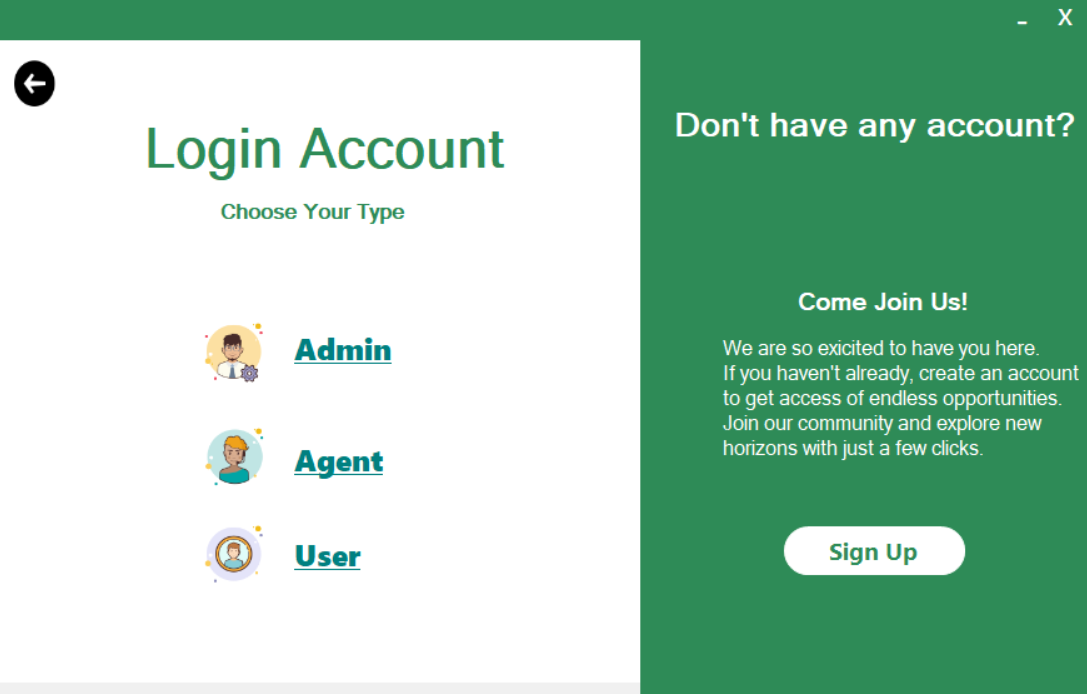 - X
Login Account
Choose Your Type
Admin
Agent
User
Don't have any account?
Come Join Us!
We are so exicited to have you here.
If you haven't already, create an account
to get access of endless opportunities.
Join our community and explore new
horizons with just a few clicks.
Sign Up